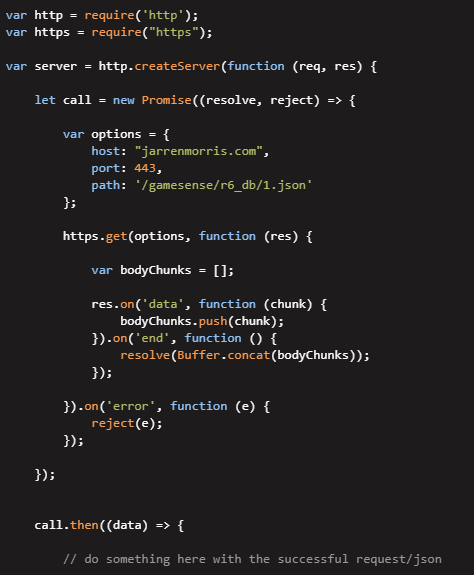 var http = require('http');
var https = require("https");
var server = http.createServer(function (req, res) {
let call = new Promise((resolve, reject) => {
var options = {
host: "jarrenmorris.com",
port: 443,
path: '/gamesense/r6_db/1.json'
};
https.get(options, function (res) {
var bodyChunks = [];
res.on('data', function (chunk) {
bodyChunks.push(chunk);
}).on('end', function () {
resolve(Buffer.concat(bodyChunks));
});
}).on('error', function (e) {
reject(e);
});
});
call.then((data) => {
// do something here with the successful request/json